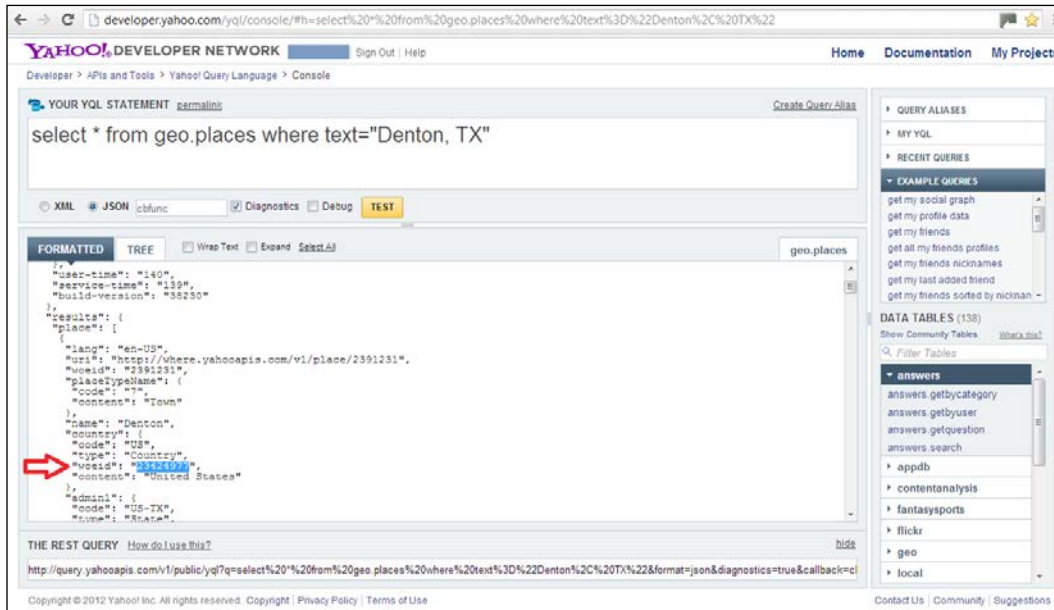 developer.yahoo.com/yql/console/#h=select%20*%20from%20geo.places%20where%20text%3D%22Denton%2C%20TX%22
YAHOO! DEVELOPER NETWORK Sign Out | Help Home Documentation My Project
Developer > APIs and Tools > Yahoo! Query Language > Console
YOUR YQL STATEMENT permalink Create Query Alias
select * from geo.places where text="Denton, TX"
XML JSON cbfunc Diagnostics Debug TEST
FORMATTED TREE Wrap Text Expand Select All geo.places
},
"user-time": "140",
"service-time": "139",
"build-version": "38230"
},
"results": {
"place": [
{
"lang": "en-US",
"uri": "http://where.yahooapis.com/v1/place/2391231",
"woeid": "2391231",
"placeTypeName": {
"code": "7",
"content": "Town"
},
"name": "Denton",
"country": {
"code": "US",
"type": "Country",
"woeid": "23424977",
"content": "United States"
},
"admin1": {
"code": "US-TX",
"type": "State",
THE REST QUERY How do I use this? hide
http://query.yahooapis.com/v1/public/yql?q=select%20*%20from%20geo.places%20where%20text%3D%22Denton%2C%20TX%22&format=json&diagnostics=true&callback=cl
QUERY ALIASES
MY YQL
RECENT QUERIES
EXAMPLE QUERIES
get my social graph
get my profile data
get my friends
get all my friends profiles
get my friends nicknames
get my last added friend
get my friends sorted by nicknan
DATA TABLES (138)
Show Community Tables What's this?
Filter Tables
answers
answers.getbycategory
answers.getbyuser
answers.getquestion
answers.search
appdb
contentanalysis
fantasysports
flickr
geo
local
Copyright © 2012 Yahoo! Inc. All rights reserved. Copyright | Privacy Policy | Terms of Use Contact Us | Community | Suggestions